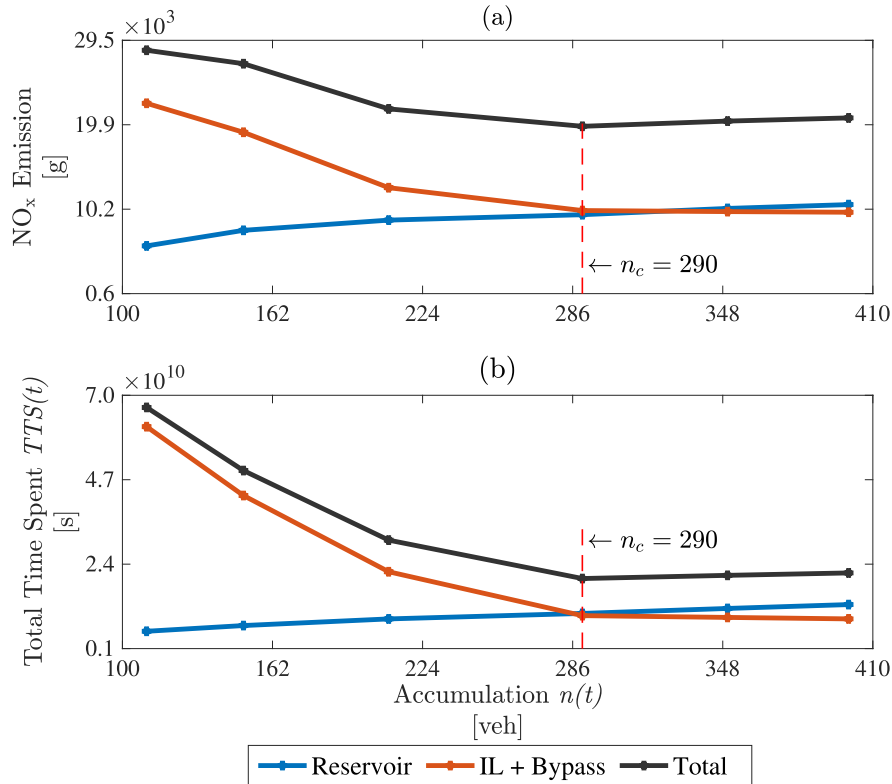 (a)
×10³
29.5
19.9
10.2
0.6
NOₓ Emission
[g]
← n_c = 290
100 162 224 286 348 410
(b)
×10¹⁰
7.0
4.7
2.4
0.1
Total Time Spent TTS(t)
[s]
← n_c = 290
100 162 224 286 348 410
Accumulation n(t)
[veh]
Reservoir IL + Bypass Total